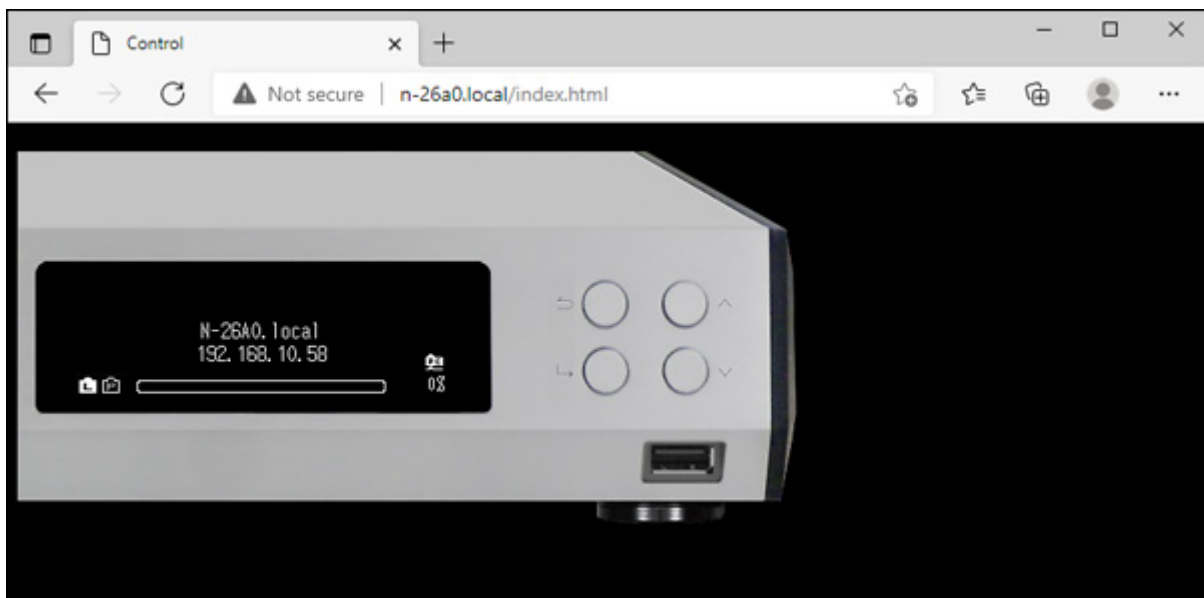 Control
Not secure
n-26a0.local/index.html
N-26A0.local
192.168.10.58
0%